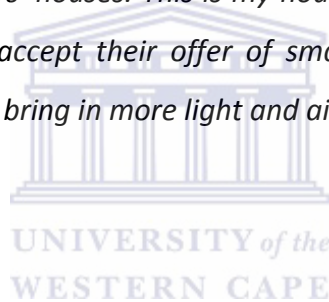 houses. This is my hou
accept their offer of sma
bring in more light and ai
UNIVERSITY of the
WESTERN CAPE